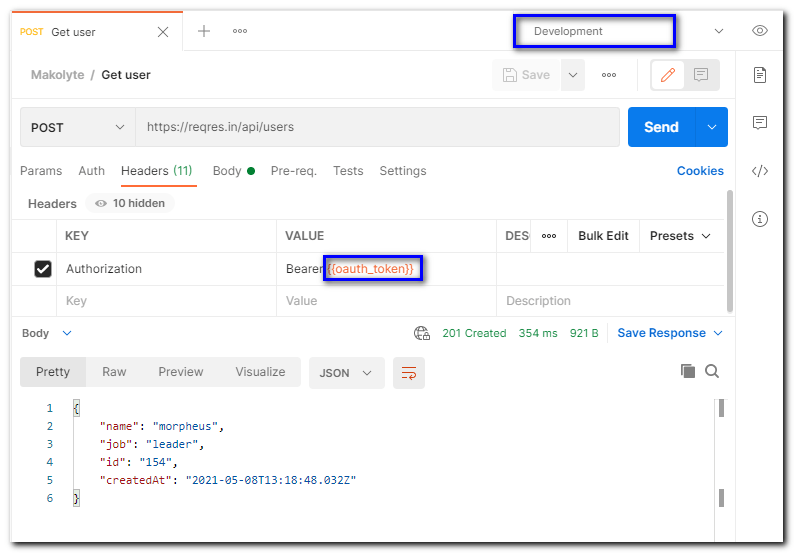 POST Get user
Development
Makolyte / Get user
Save
POST
https://reqres.in/api/users
Send
Params Auth Headers (11) Body Pre-req. Tests Settings Cookies
Headers 10 hidden
KEY VALUE DES Bulk Edit Presets
Authorization Bearer {{oauth_token}}
Key Value Description
Body 201 Created 354 ms 921 B Save Response
Pretty Raw Preview Visualize JSON
1 {
2 "name": "morpheus",
3 "job": "leader",
4 "id": "154",
5 "createdAt": "2021-05-08T13:18:48.032Z"
6 }